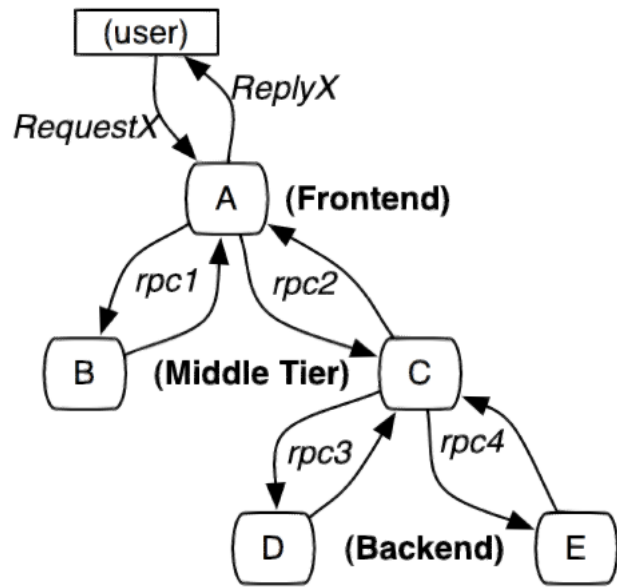 (user)
ReplyX
RequestX
A (Frontend)
rpc1 rpc2
B (Middle Tier) C
rpc3 rpc4
D (Backend) E